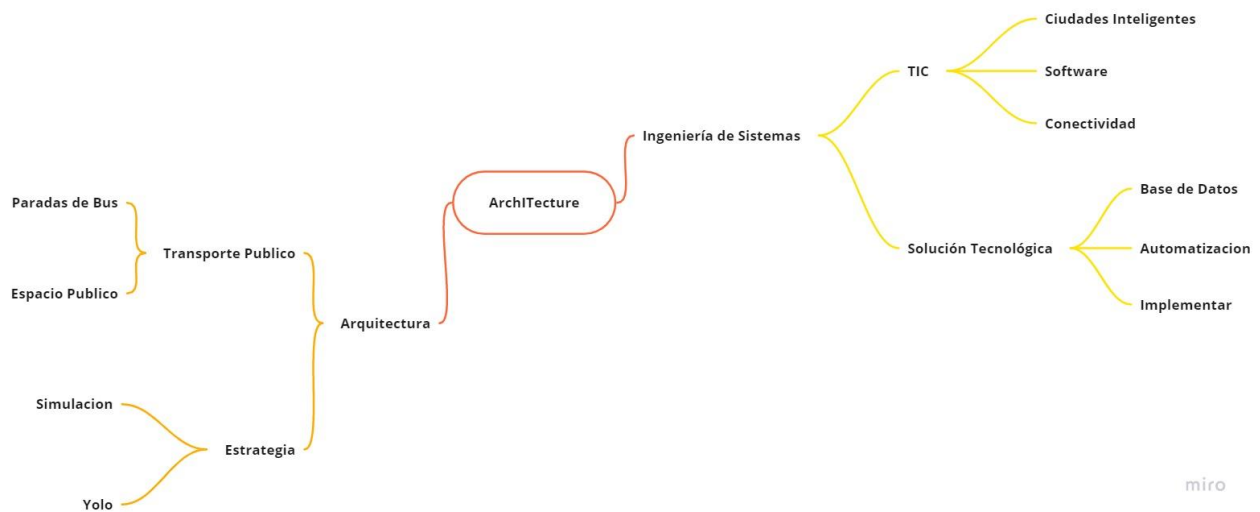 Ciudades Inteligentes
TIC
Software
Conectividad
Ingeniería de Sistemas
ArchITecture
Paradas de Bus
Base de Datos
Transporte Publico
Solución Tecnológica
Automatizacion
Espacio Publico
Implementar
Arquitectura
Simulacion
Estrategia
Yolo
miro